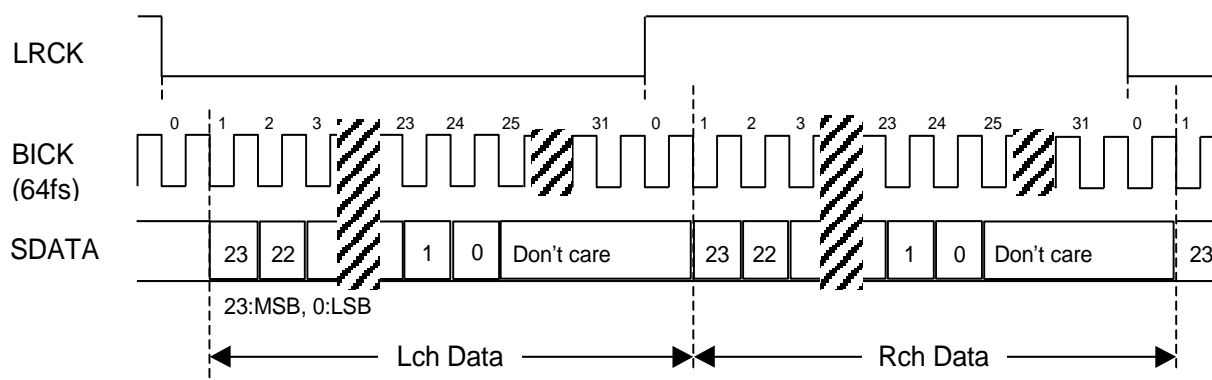 LRCK
0 1 2 3 23 24 25 31 0 1 2 3 23 24 25 31 0 1
BICK
(64fs)
SDATA 23 22 1 0 Don't care 23 22 1 0 Don't care 23
23:MSB, 0:LSB
Lch Data Rch Data